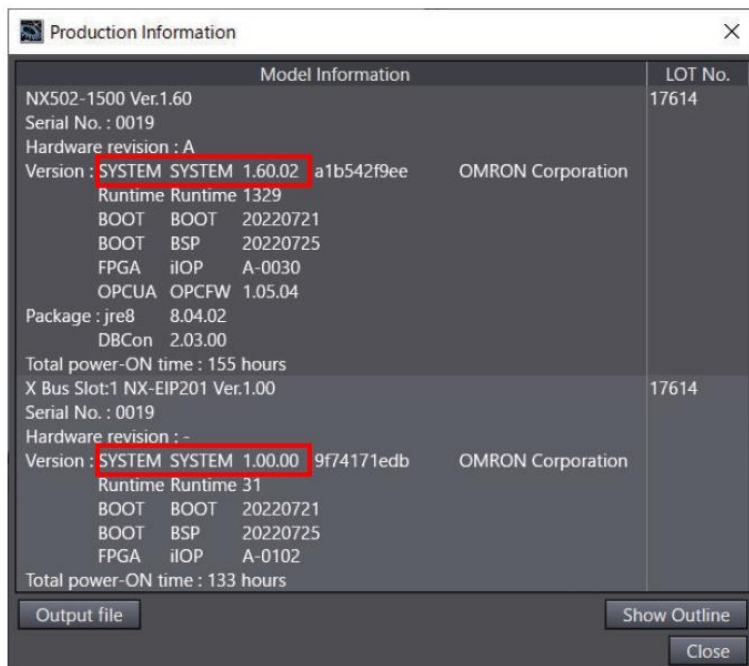 Production Information
Model Information LOT No.
NX502-1500 Ver.1.60 17614
Serial No. : 0019
Hardware revision : A
Version : SYSTEM SYSTEM 1.60.02 a1b542f9ee OMRON Corporation
Runtime Runtime 1329
BOOT BOOT 20220721
BOOT BSP 20220725
FPGA iIOP A-0030
OPCUA OPCFW 1.05.04
Package : jre8 8.04.02
DBCon 2.03.00
Total power-ON time : 155 hours
X Bus Slot:1 NX-EIP201 Ver.1.00 17614
Serial No. : 0019
Hardware revision : -
Version : SYSTEM SYSTEM 1.00.00 9f74171edb OMRON Corporation
Runtime Runtime 31
BOOT BOOT 20220721
BOOT BSP 20220725
FPGA iIOP A-0102
Total power-ON time : 133 hours
Output file Show Outline
Close